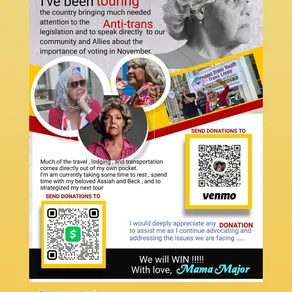 I've been touring
the country bringing much needed
attention to the Anti-trans
legislation and to speak directly to our
community and Allies about the
importance of voting in November.
SEND DONATIONS TO
venmo
Much of the travel , lodging , and transportation
comes directly out of my own pocket.
I'm currently taking some time to rest , spend
time with my beloved Assiah and Beck , and to
strategized my next tour
SEND DONATIONS TO
$
I would deeply appreciate any DONATION
to assist me as I continue advocating and
addressing the issues we are facing .....
We will WIN !!!!!
With love, Mama Major